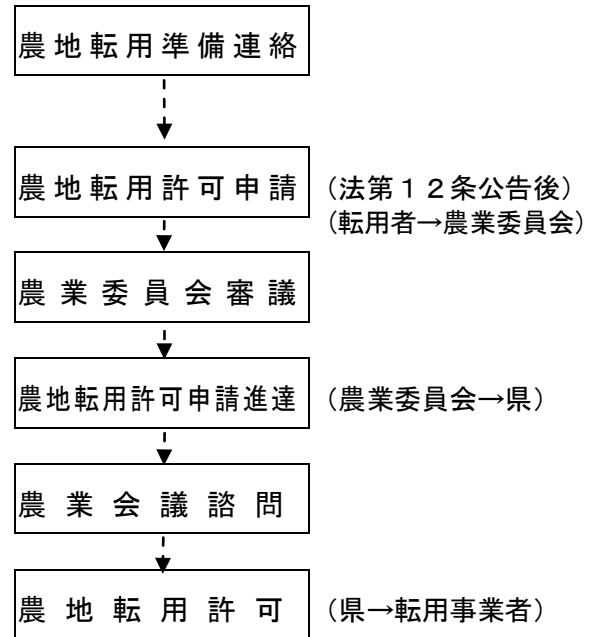 農地転用準備連絡
農地転用許可申請
（法第１２条公告後）
（転用者→農業委員会）
農業委員会審議
農地転用許可申請進達
（農業委員会→県）
農業会議諮問
農地転用許可
（県→転用事業者）